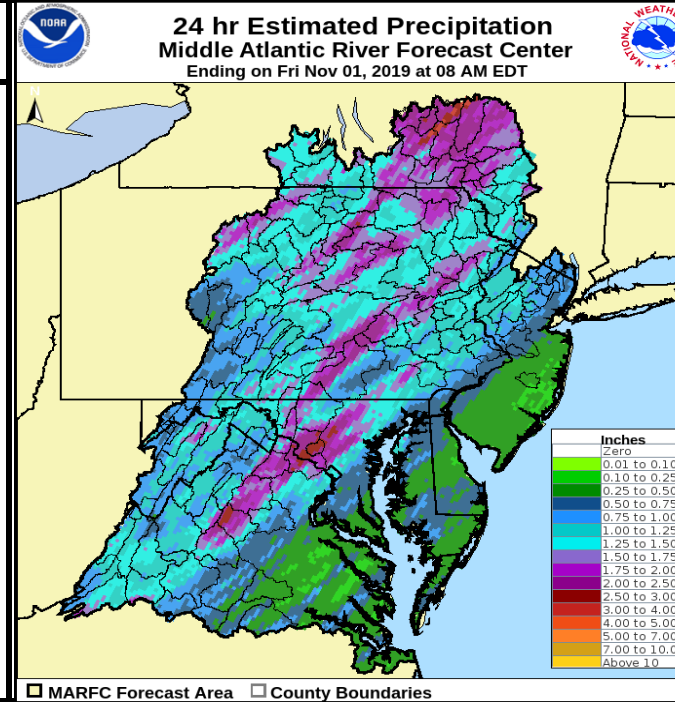 24 hr Estimated Precipitation
Middle Atlantic River Forecast Center
Ending on Fri Nov 01, 2019 at 08 AM EDT
NOAA
NATIONAL WEATHE
N
Inches
Zero
0.01 to 0.10
0.10 to 0.25
0.25 to 0.50
0.50 to 0.75
0.75 to 1.00
1.00 to 1.25
1.25 to 1.50
1.50 to 1.75
1.75 to 2.00
2.00 to 2.50
2.50 to 3.00
3.00 to 4.00
4.00 to 5.00
5.00 to 7.00
7.00 to 10.0
Above 10
MARFC Forecast Area
County Boundaries